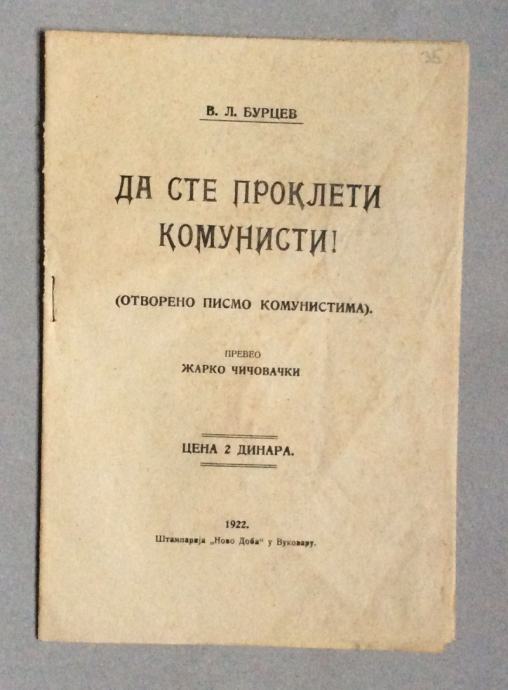 35
В. Л. БУРЦЕВ
ДА СТЕ ПРОКЛЕТИ
КОМУНИСТИ!
(ОТВОРЕНО ПИСМО КОМУНИСТИМА).
ПРЕВЕО
ЖАРКО ЧИЧОВАЧКИ
ЦЕНА 2 ДИНАРА.
1922.
Штампарија „Ново Доба“ у Вуковару.